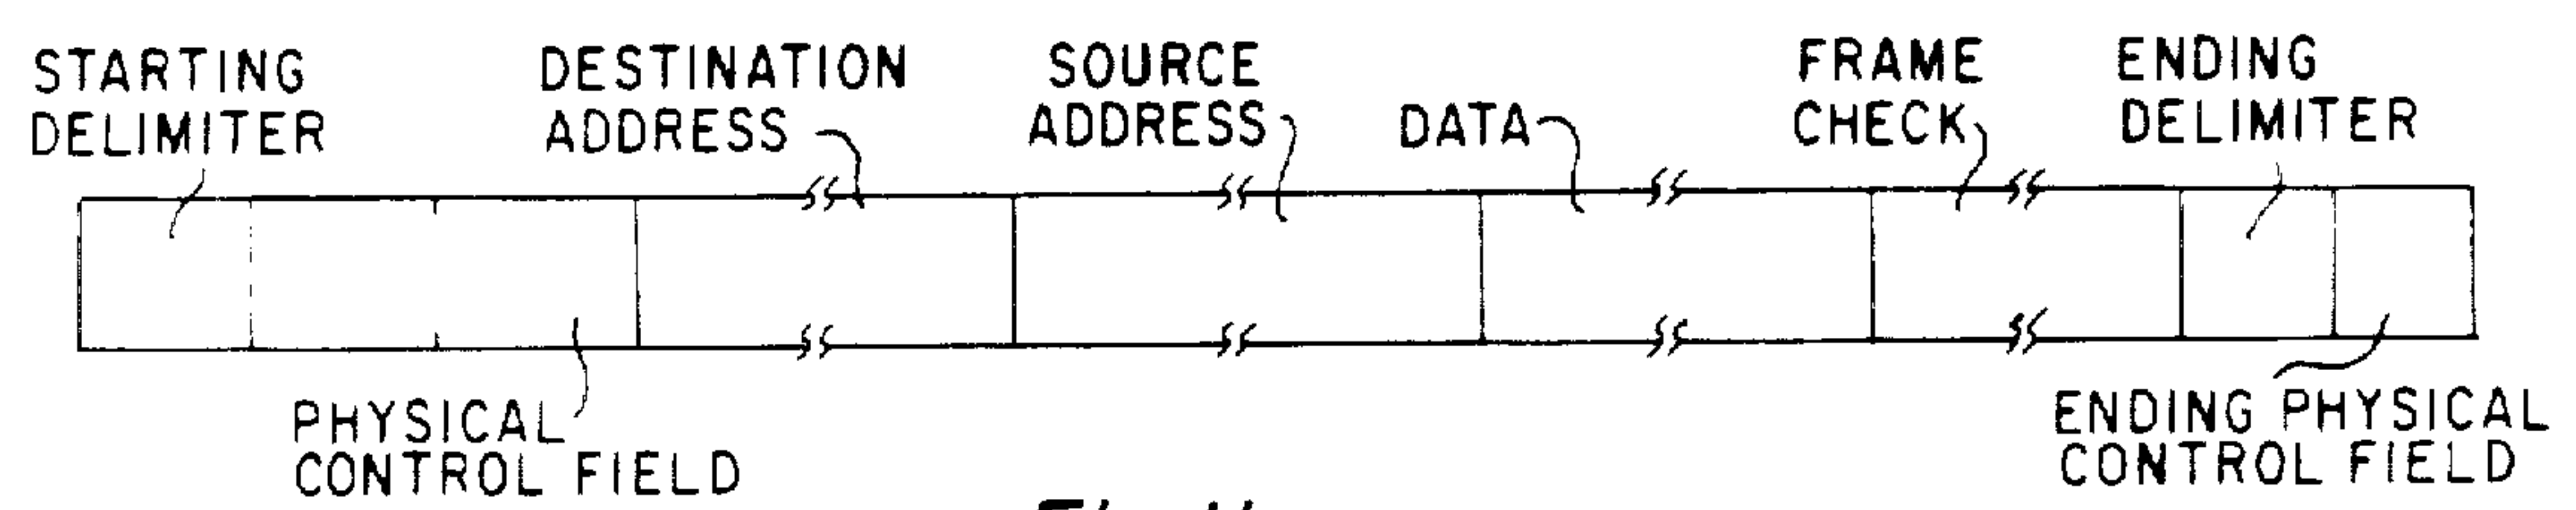 STARTING
DELIMITER
DESTINATION
ADDRESS
SOURCE
ADDRESS
DATA
FRAME
CHECK
ENDING
DELIMITER
PHYSICAL
CONTROL FIELD
ENDING PHYSICAL
CONTROL FIELD